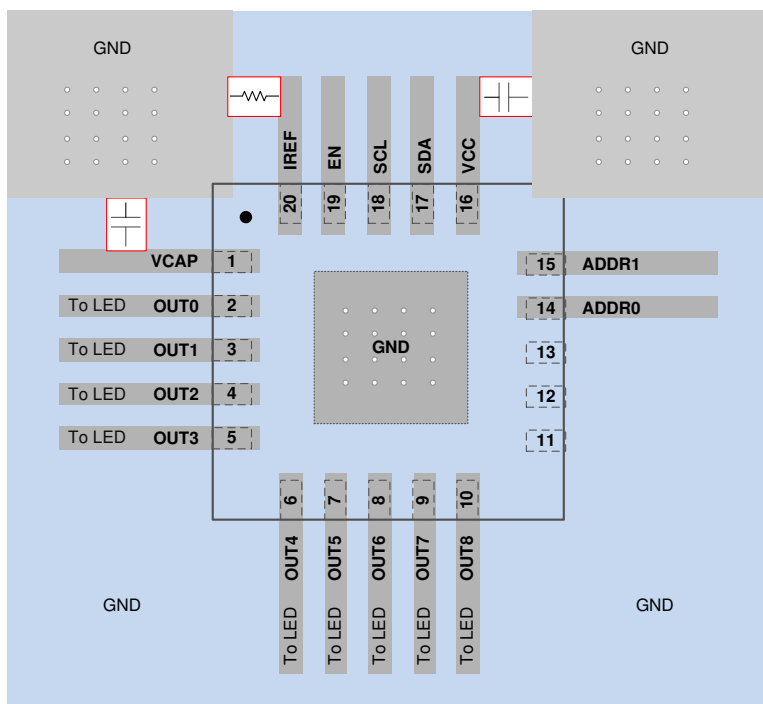 GND
GND
IREF
EN
SCL
SDA
VCC
20
19
18
17
16
VCAP 1
To LED OUT0 2
To LED OUT1 3
To LED OUT2 4
To LED OUT3 5
15 ADDR1
14 ADDR0
13
12
11
GND
6
7
8
9
10
To LED OUT4
To LED OUT5
To LED OUT6
To LED OUT7
To LED OUT8
GND
GND